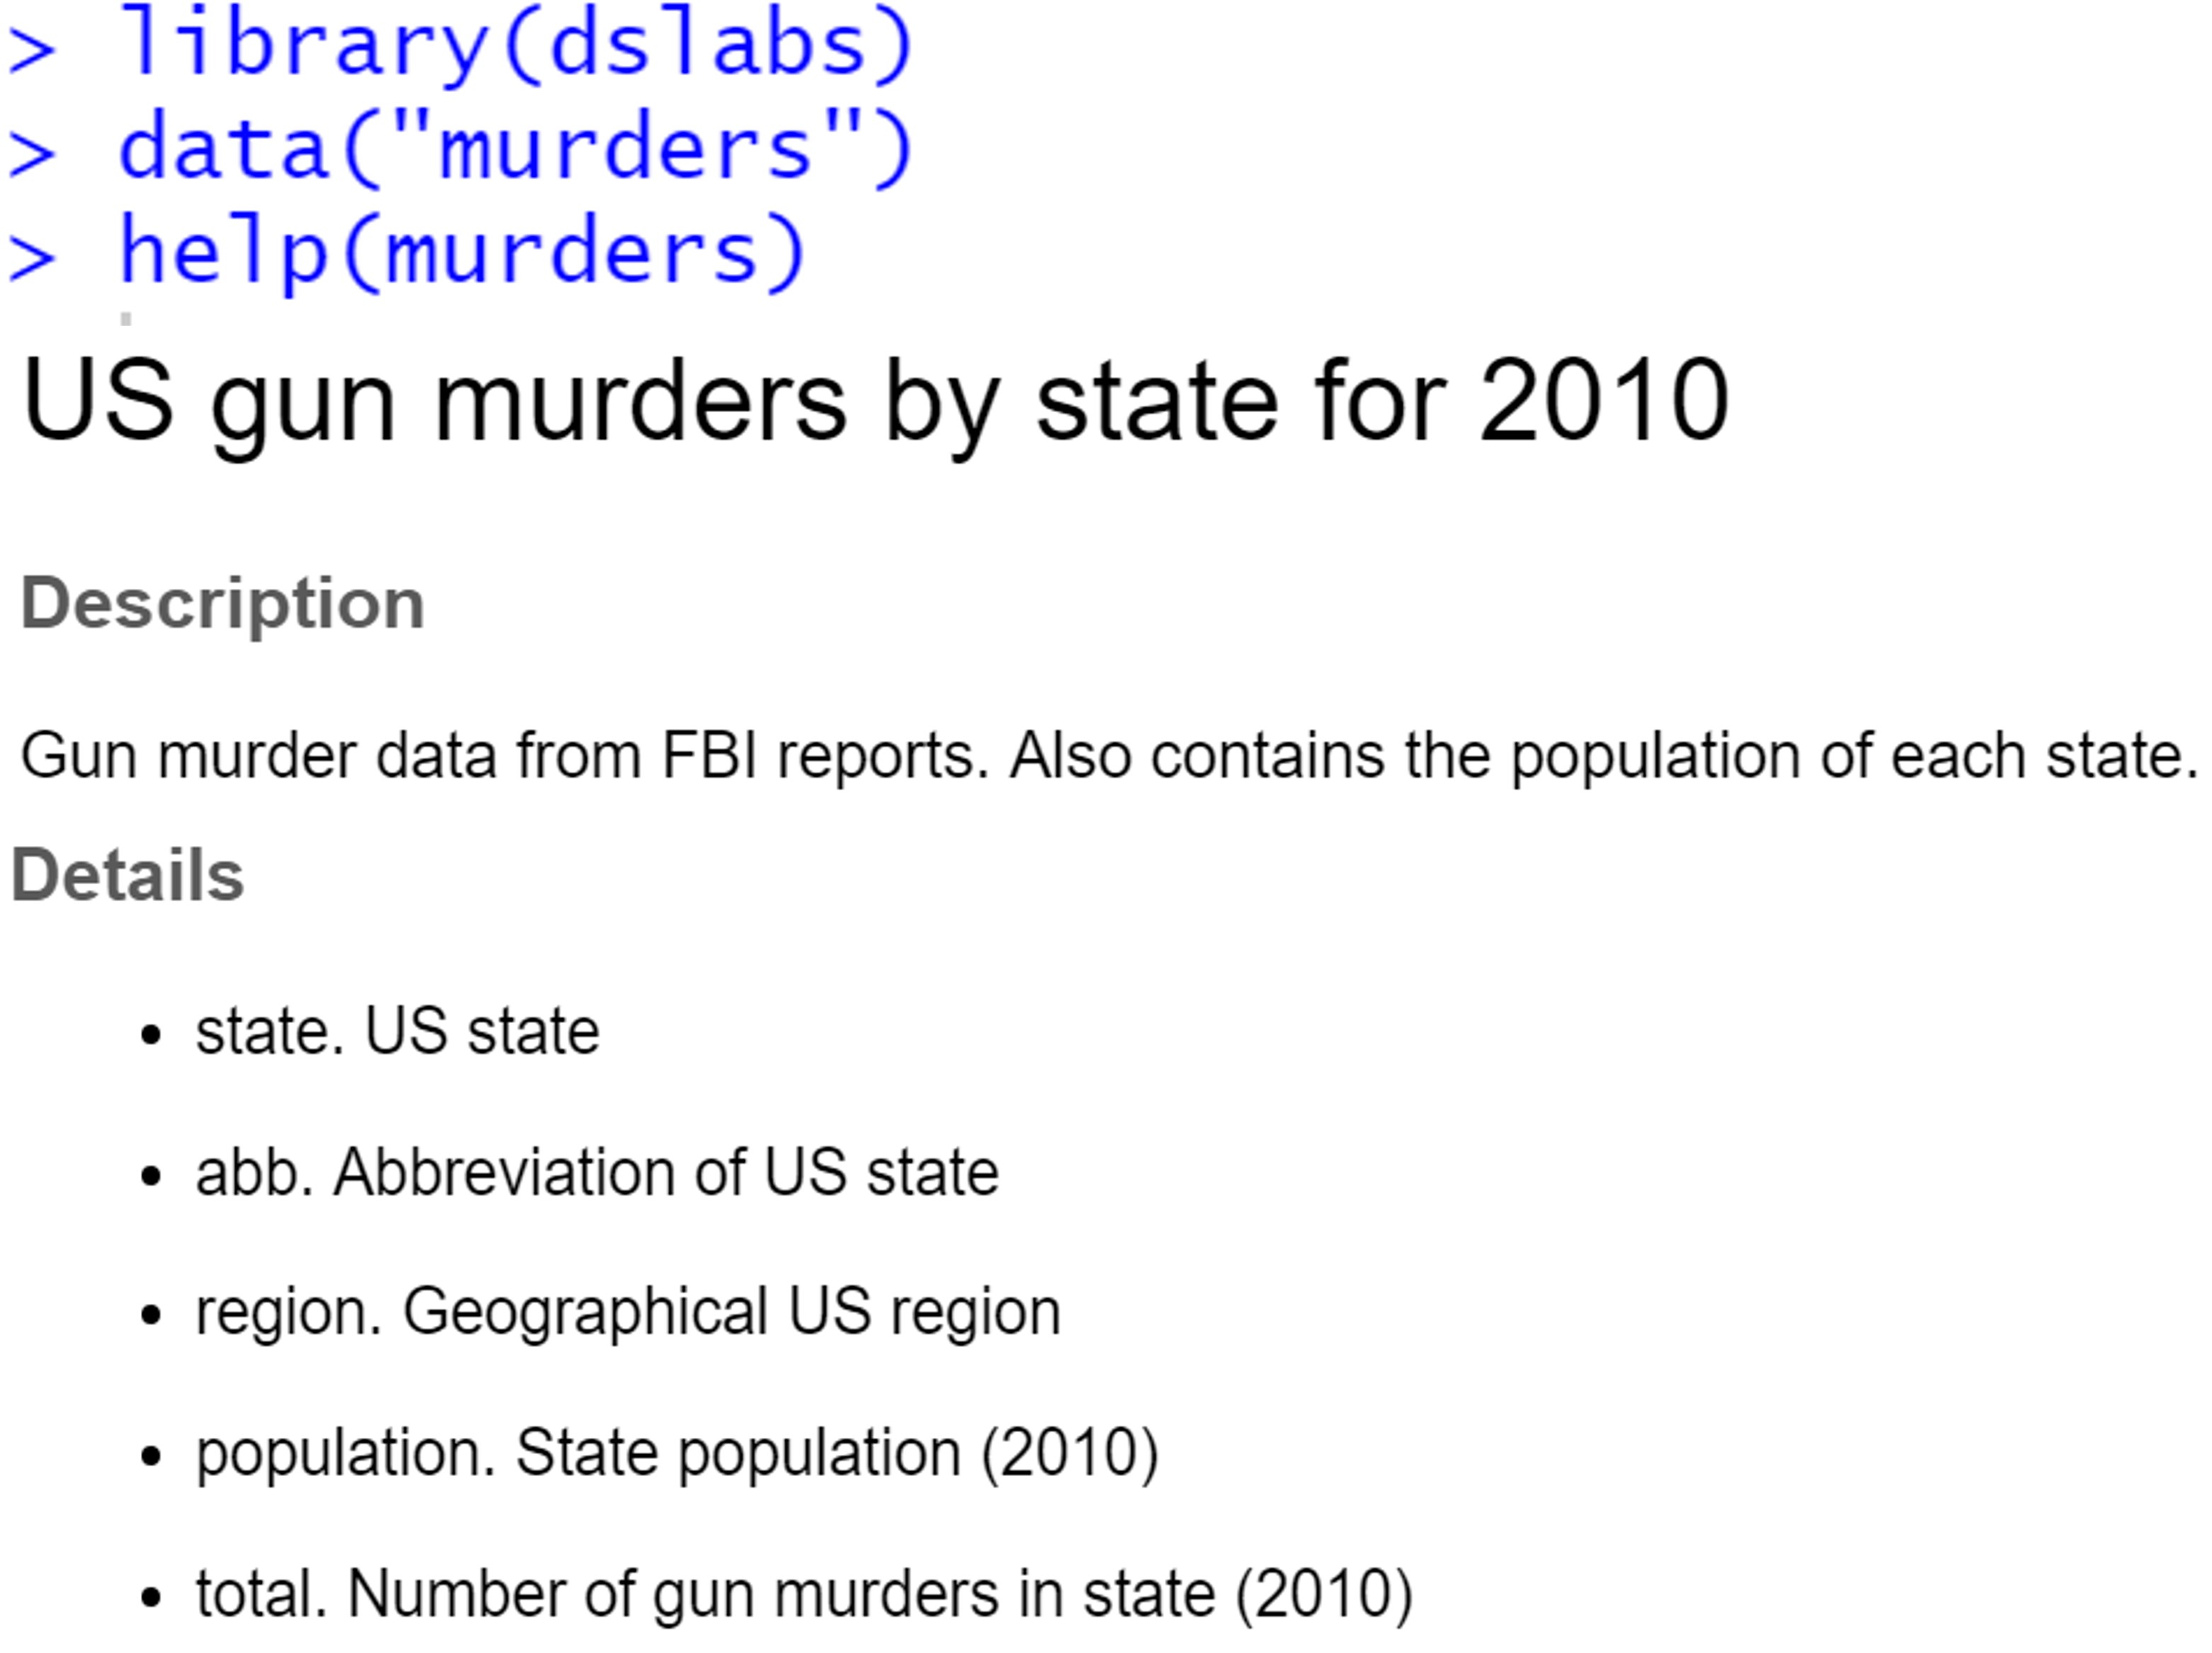 > library(dslabs)
> data("murders")
> help(murders)
US gun murders by state for 2010
Description
Gun murder data from FBI reports. Also contains the population of each state.
Details
• state. US state
• abb. Abbreviation of US state
• region. Geographical US region
• population. State population (2010)
• total. Number of gun murders in state (2010)